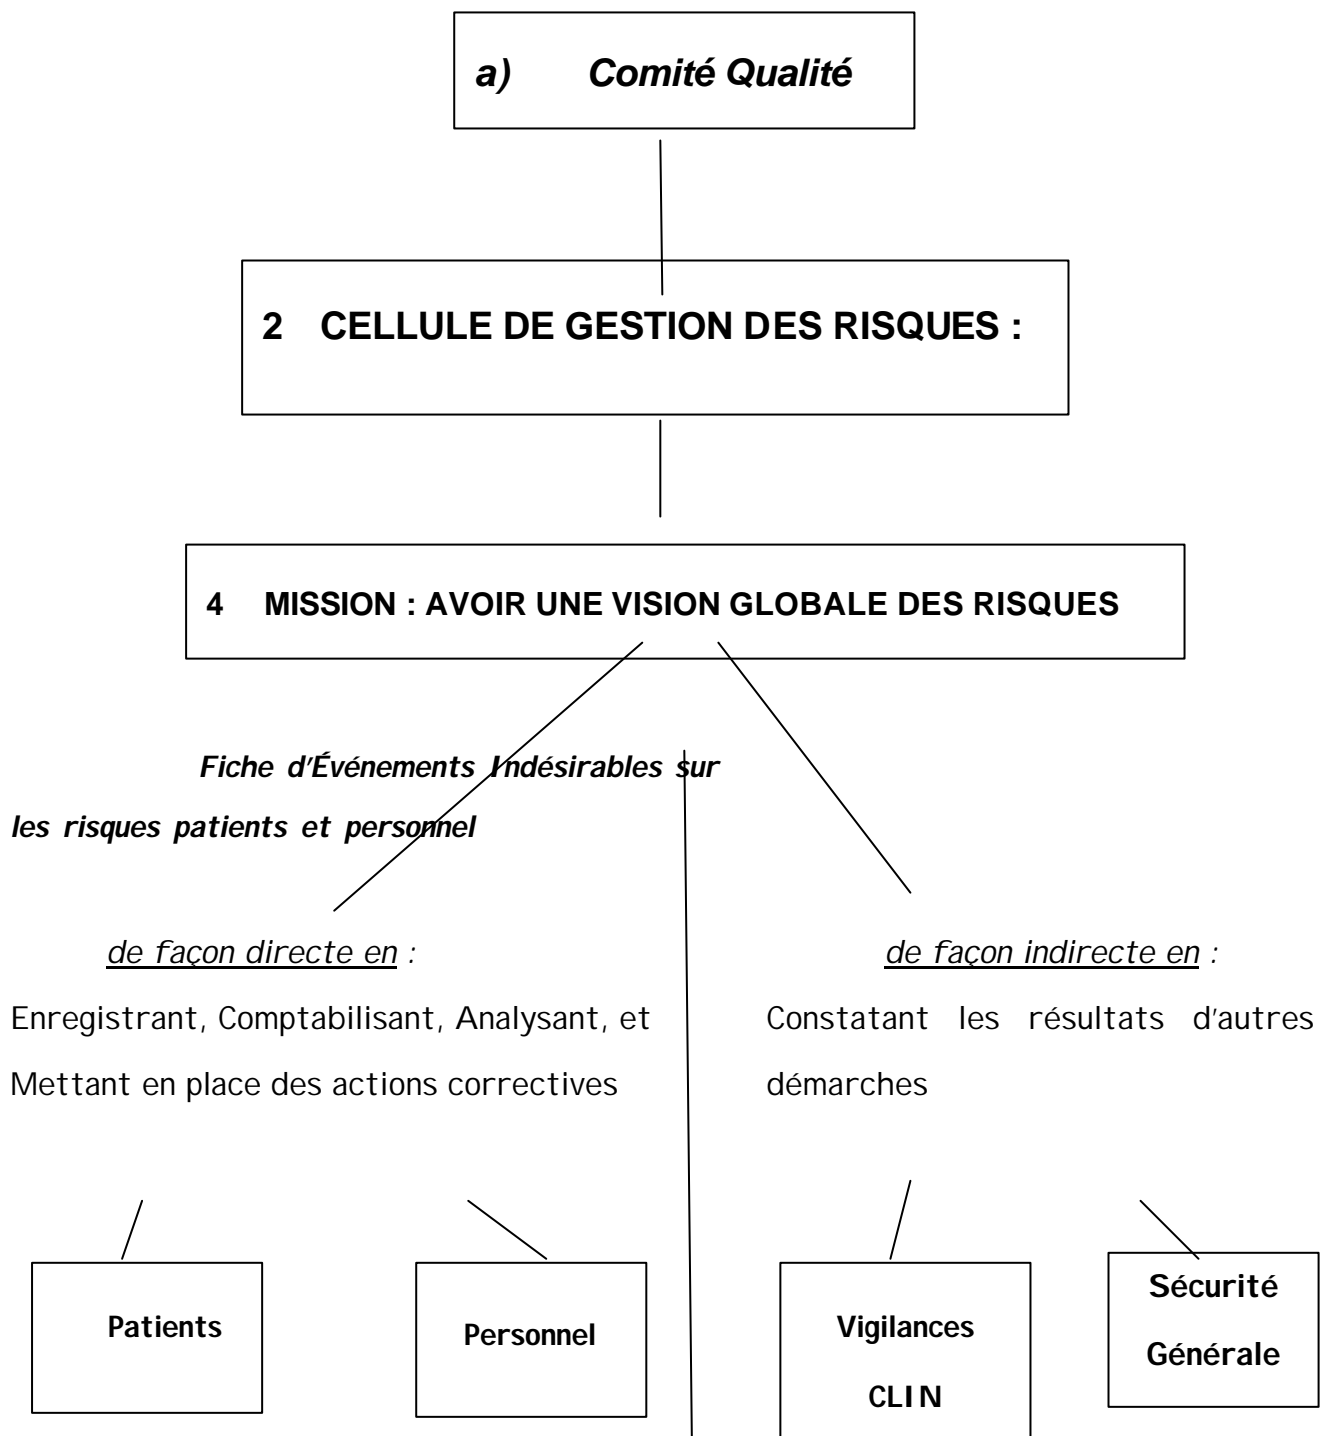 a) Comité Qualité
2 CELLULE DE GESTION DES RISQUES :
4 MISSION : AVOIR UNE VISION GLOBALE DES RISQUES
Fiche d'Événements Indésirables sur
les risques patients et personnel
de façon directe en :
Enregistrant, Comptabilisant, Analysant, et
Mettant en place des actions correctives
de façon indirecte en :
Constatant les résultats d'autres
démarches
Patients
Personnel
Vigilances
CLIN
Sécurité
Générale